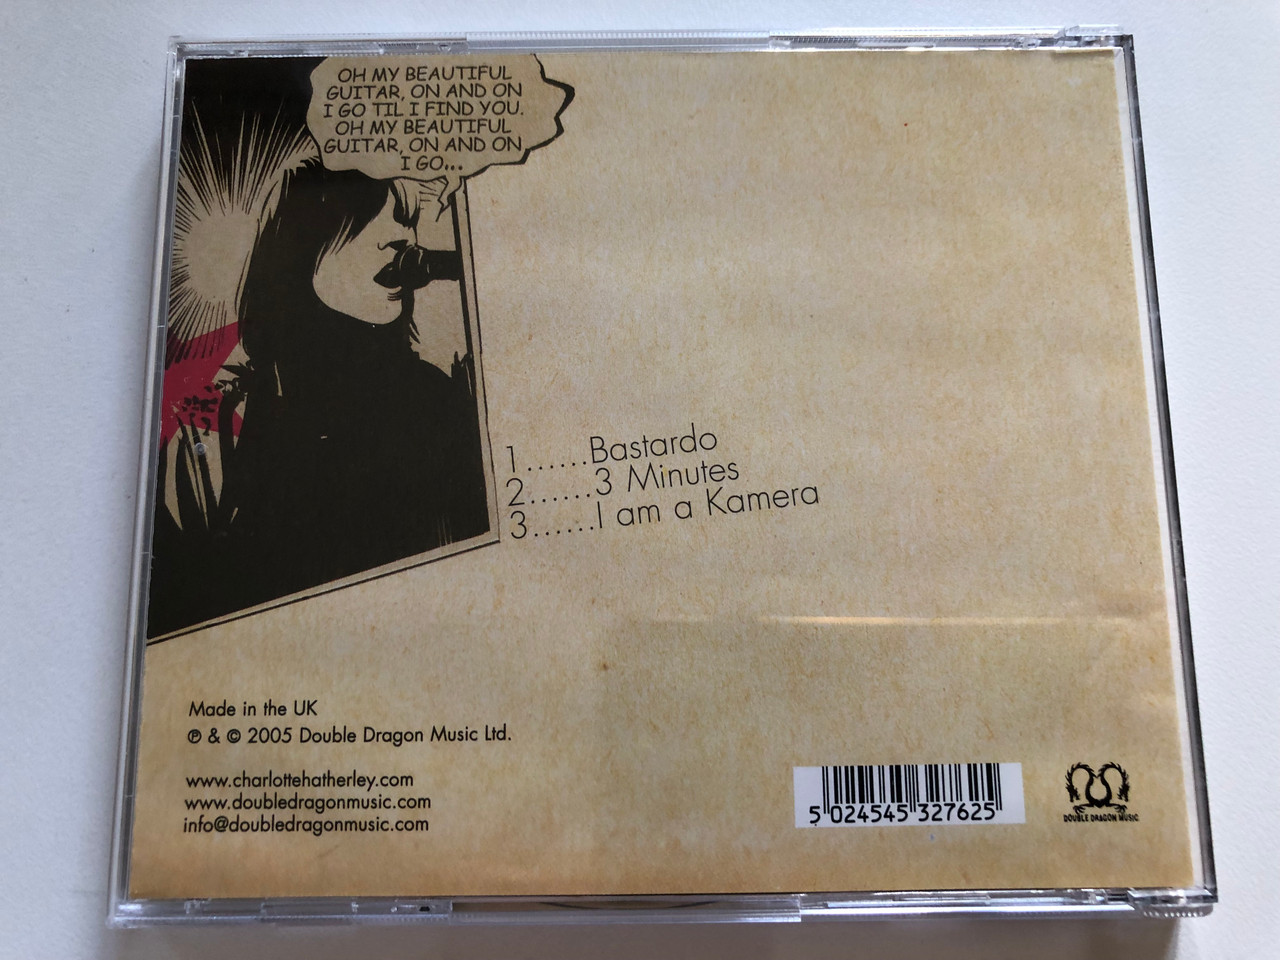 OH MY BEAUTIFUL
GUITAR, ON AND ON
I GO TIL I FIND YOU.
OH MY BEAUTIFUL
GUITAR, ON AND ON
I GO...
1......Bastardo
2......3 Minutes
3......I am a Kamera
Made in the UK
℗ & © 2005 Double Dragon Music Ltd.
www.charlottehatherley.com
www.doubledragonmusic.com
info@doubledragonmusic.com
5 024545 327625
DOUBLE DRAGON MUSIC